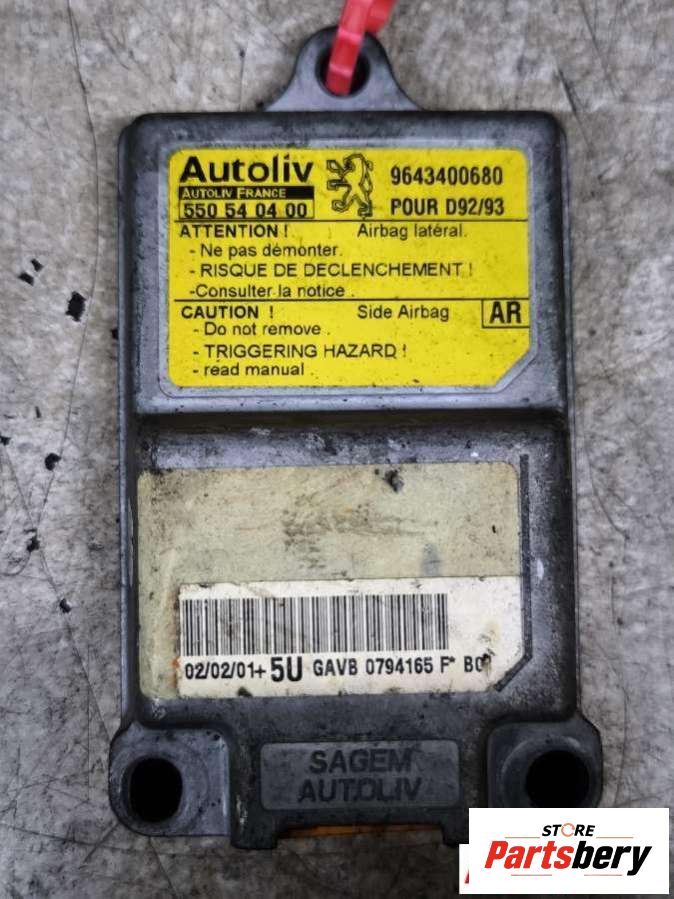 Autoliv 9643400680
AUTOLIV FRANCE
550 54 04 00 POUR D92/93
ATTENTION ! Airbag latéral.
- Ne pas démonter.
- RISQUE DE DECLENCHEMENT !
-Consulter la notice .
CAUTION ! Side Airbag AR
- Do not remove .
- TRIGGERING HAZARD !
- read manual .
02/02/01+ 5U GAVB 0794165 F*
SAGEM
AUTOLIV
STORE
Partsbery